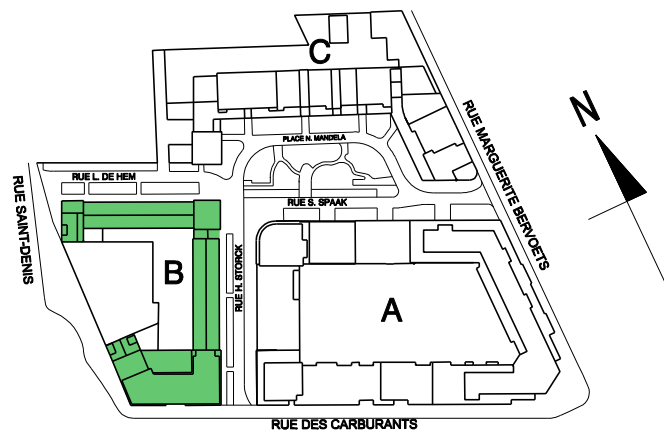 C
N
RUE MARGUERITE BERVOETS
PLACE N. MANDELA
RUE L. DE HEM
RUE SAINT-DENIS
RUE S. SPAAK
B
RUE H. STORCK
A
RUE DES CARBURANTS